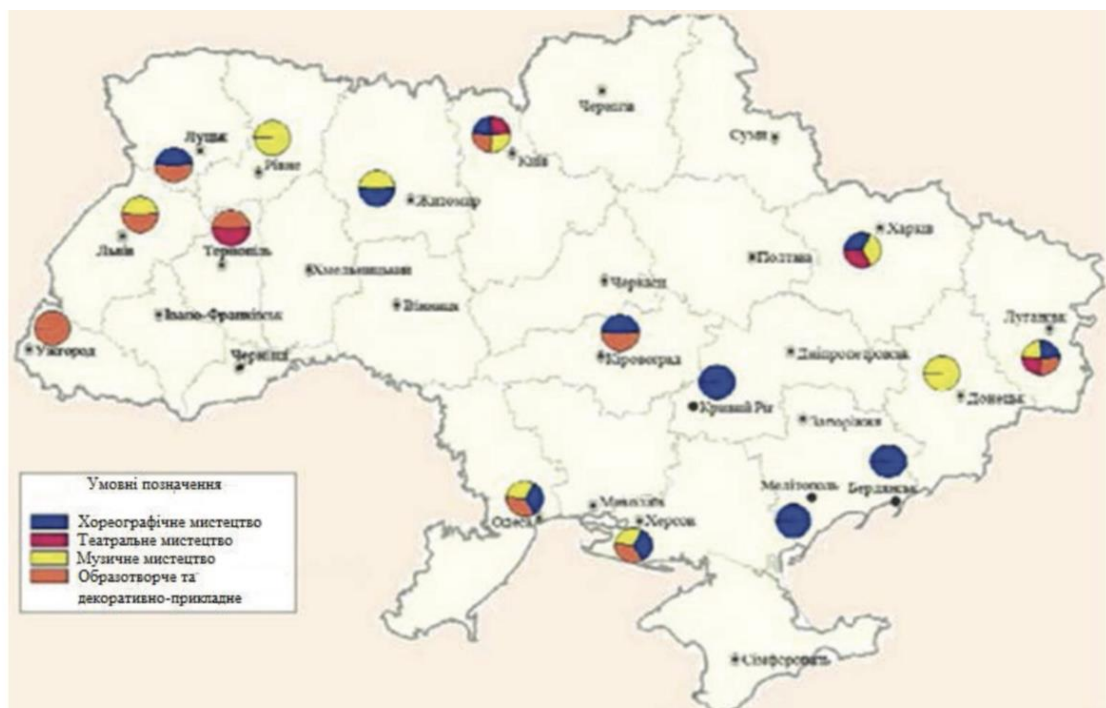 Чернігів
Суми
Луцьк
Рівне
Київ
Житомир
Харків
Львів
Тернопіль
Хмельницький
Полтава
Черкаси
Вінниця
Івано-Франківськ
Луганськ
Ужгород
Чернівці
Кіровоград
Дніпропетровськ
Донецьк
Кривий Ріг
Запоріжжя
Мелітополь
Бердянськ
Миколаїв
Одеса
Херсон
Сімферопіль
Умовні позначення
Хореографічне мистецтво
Театральне мистецтво
Музичне мистецтво
Образотворче та
декоративно-прикладне